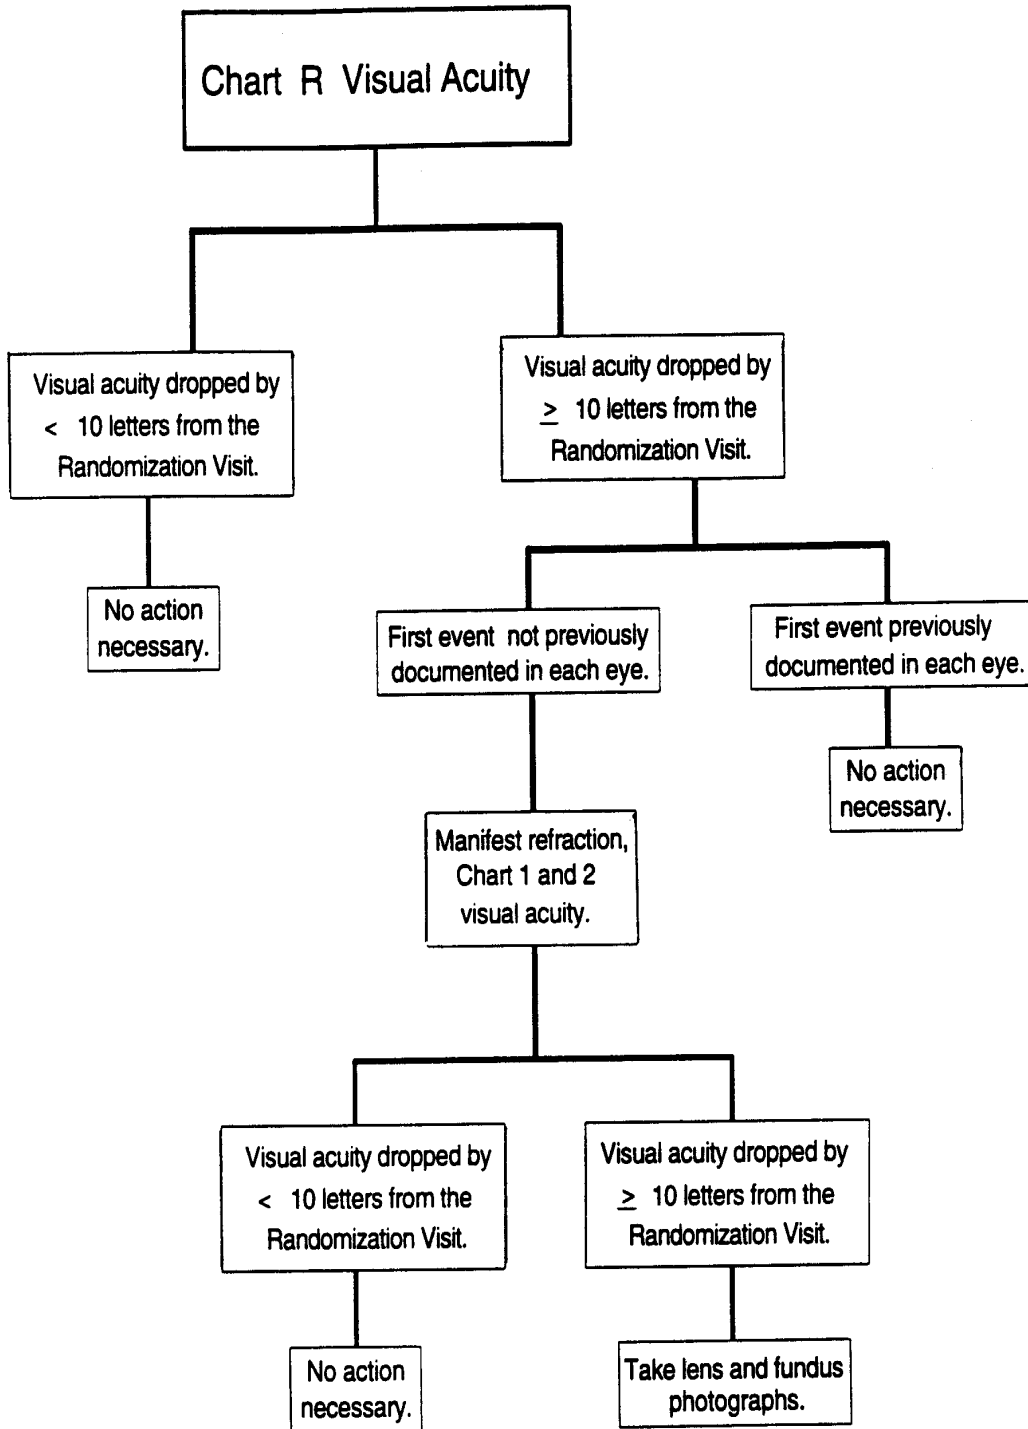 Chart R Visual Acuity
Visual acuity dropped by
< 10 letters from the
Randomization Visit.
Visual acuity dropped by
≥ 10 letters from the
Randomization Visit.
No action
necessary.
First event not previously
documented in each eye.
First event previously
documented in each eye.
No action
necessary.
Manifest refraction,
Chart 1 and 2
visual acuity.
Visual acuity dropped by
< 10 letters from the
Randomization Visit.
Visual acuity dropped by
≥ 10 letters from the
Randomization Visit.
No action
necessary.
Take lens and fundus
photographs.